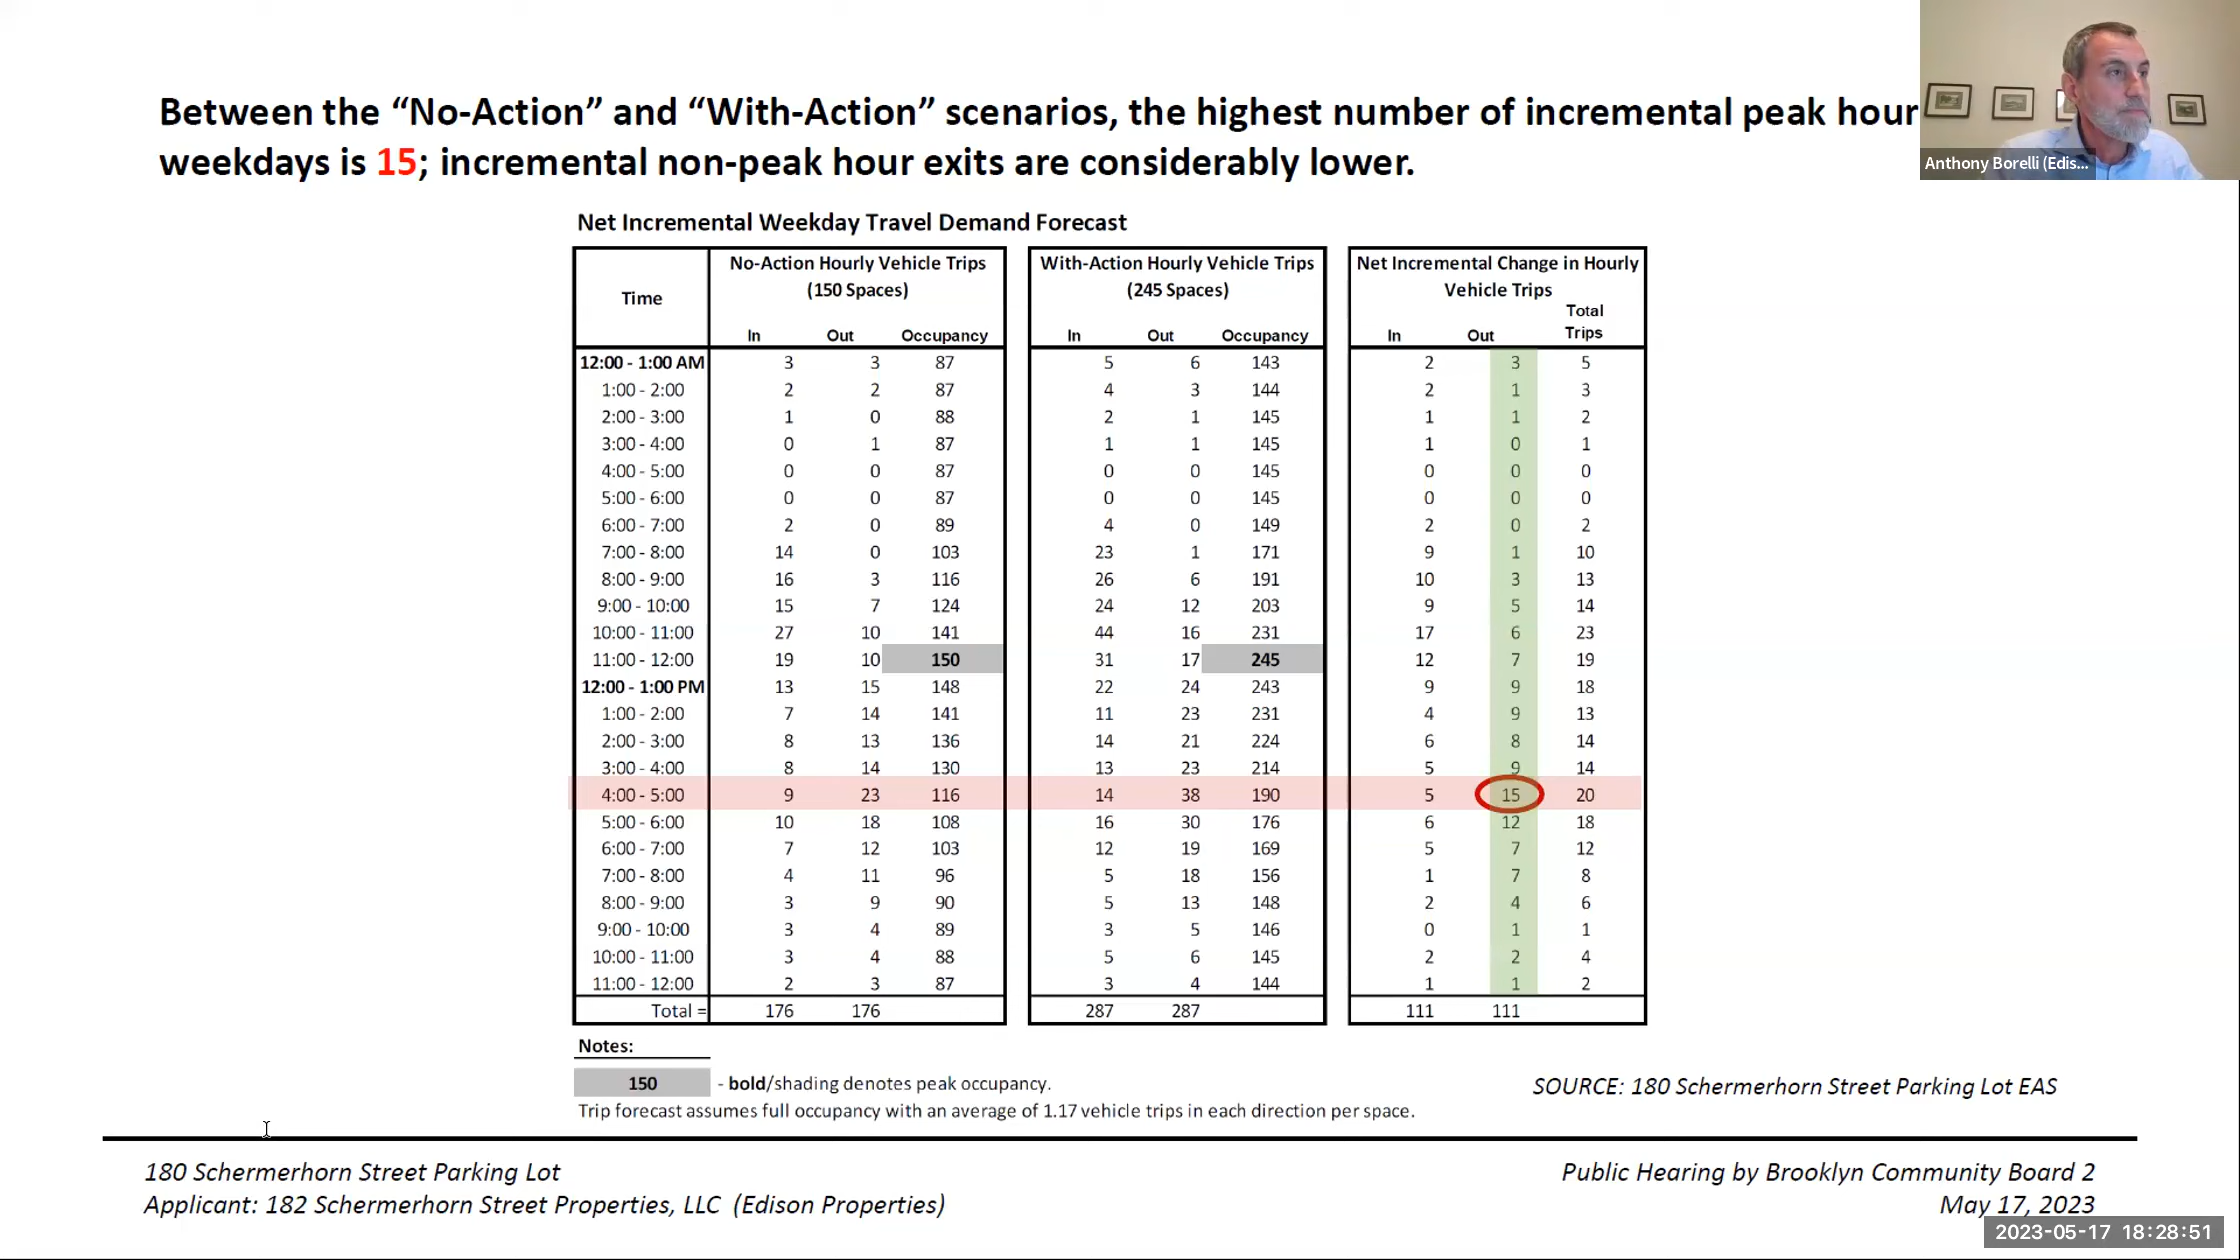 Between the “No-Action” and “With-Action” scenarios, the highest number of incremental peak hour
weekdays is 15; incremental non-peak hour exits are considerably lower.
Anthony Borelli (Edis...
Net Incremental Weekday Travel Demand Forecast
Time
No-Action Hourly Vehicle Trips
(150 Spaces)
In Out Occupancy
With-Action Hourly Vehicle Trips
(245 Spaces)
In Out Occupancy
Net Incremental Change in Hourly
Vehicle Trips
In Out Total Trips
12:00 - 1:00 AM 3 3 87 5 6 143 2 3 5
1:00 - 2:00 2 2 87 4 3 144 2 1 3
2:00 - 3:00 1 0 88 2 1 145 1 1 2
3:00 - 4:00 0 1 87 1 1 145 1 0 1
4:00 - 5:00 0 0 87 0 0 145 0 0 0
5:00 - 6:00 0 0 87 0 0 145 0 0 0
6:00 - 7:00 2 0 89 4 0 149 2 0 2
7:00 - 8:00 14 0 103 23 1 171 9 1 10
8:00 - 9:00 16 3 116 26 6 191 10 3 13
9:00 - 10:00 15 7 124 24 12 203 9 5 14
10:00 - 11:00 27 10 141 44 16 231 17 6 23
11:00 - 12:00 19 10 150 31 17 245 12 7 19
12:00 - 1:00 PM 13 15 148 22 24 243 9 9 18
1:00 - 2:00 7 14 141 11 23 231 4 9 13
2:00 - 3:00 8 13 136 14 21 224 6 8 14
3:00 - 4:00 8 14 130 13 23 214 5 9 14
4:00 - 5:00 9 23 116 14 38 190 5 15 20
5:00 - 6:00 10 18 108 16 30 176 6 12 18
6:00 - 7:00 7 12 103 12 19 169 5 7 12
7:00 - 8:00 4 11 96 5 18 156 1 7 8
8:00 - 9:00 3 9 90 5 13 148 2 4 6
9:00 - 10:00 3 4 89 3 5 146 0 1 1
10:00 - 11:00 3 4 88 5 6 145 2 2 4
11:00 - 12:00 2 3 87 3 4 144 1 1 2
Total = 176 176 287 287 111 111
Notes:
150 - bold/shading denotes peak occupancy.
Trip forecast assumes full occupancy with an average of 1.17 vehicle trips in each direction per space.
SOURCE: 180 Schermerhorn Street Parking Lot EAS
180 Schermerhorn Street Parking Lot
Applicant: 182 Schermerhorn Street Properties, LLC (Edison Properties)
Public Hearing by Brooklyn Community Board 2
May 17, 2023
2023-05-17 18:28:51